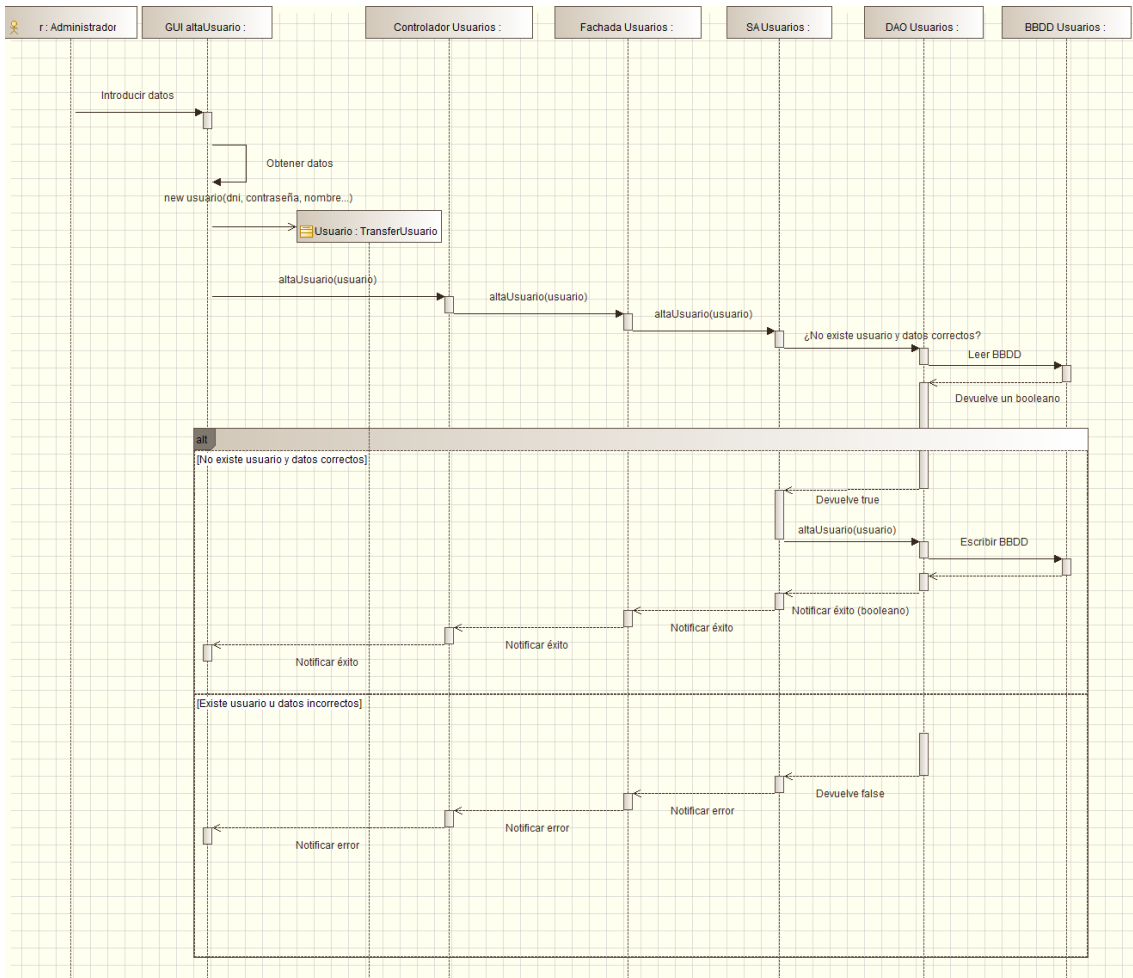 r : Administrador
GUI altaUsuario :
Controlador Usuarios :
Fachada Usuarios :
SA Usuarios :
DAO Usuarios :
BBDD Usuarios :
Introducir datos
Obtener datos
new usuario(dni, contraseña, nombre...)
Usuario : TransferUsuario
altaUsuario(usuario)
altaUsuario(usuario)
altaUsuario(usuario)
¿No existe usuario y datos correctos?
Leer BBDD
Devuelve un booleano
alt
[No existe usuario y datos correctos]
Devuelve true
altaUsuario(usuario)
Escribir BBDD
Notificar éxito (booleano)
Notificar éxito
Notificar éxito
Notificar éxito
[Existe usuario u datos incorrectos]
Devuelve false
Notificar error
Notificar error
Notificar error